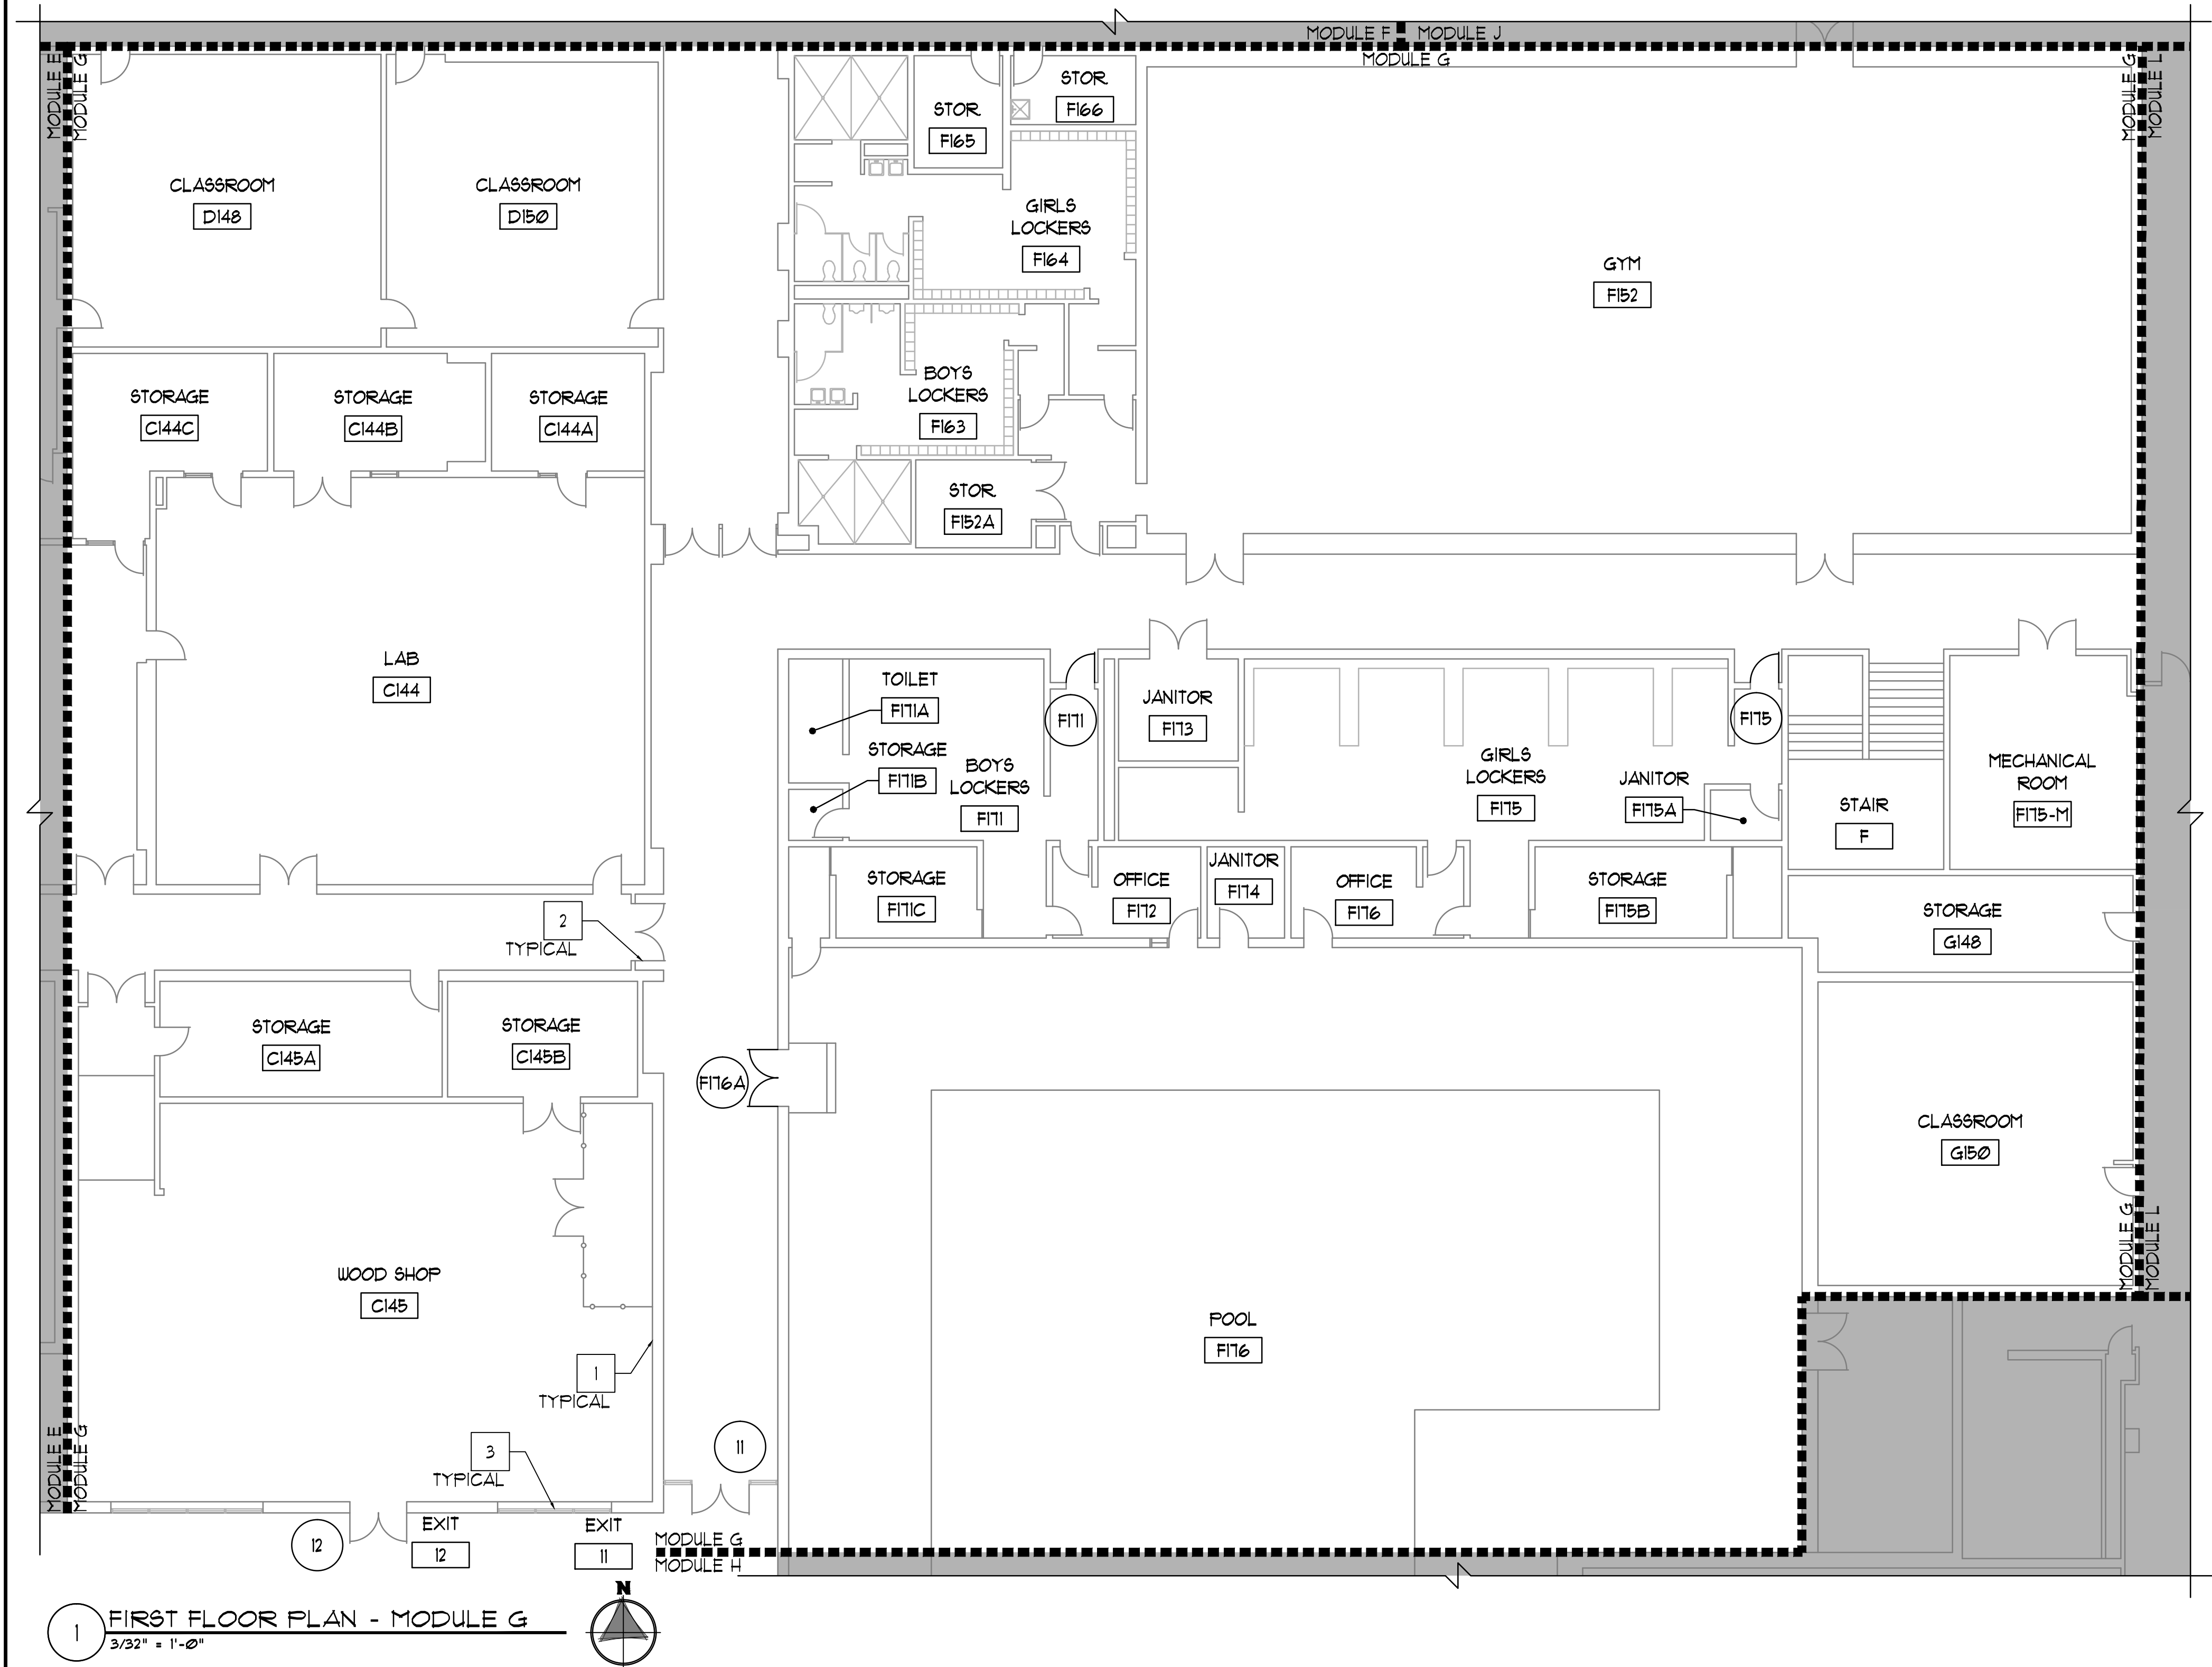 MODULE F MODULE J
MODULE G
MODULE E
MODULE G
MODULE G
MODULE L
CLASSROOM
D148
CLASSROOM
D150
STOR
F165
STOR
F166
GIRLS
LOCKERS
F164
GYM
F152
STORAGE
C144C
STORAGE
C144B
STORAGE
C144A
BOYS
LOCKERS
F163
STOR
F152A
LAB
C144
TOILET
F171A
STORAGE
F171B
BOYS
LOCKERS
F171
F171
JANITOR
F173
GIRLS
LOCKERS
F175
JANITOR
F175A
F175
STAIR
F
MECHANICAL
ROOM
F175-M
STORAGE
F171C
OFFICE
F172
JANITOR
F174
OFFICE
F176
STORAGE
F175B
STORAGE
G148
2
TYPICAL
STORAGE
C145A
STORAGE
C145B
F176A
CLASSROOM
G150
MODULE G
MODULE L
WOOD SHOP
C145
POOL
F176
1
TYPICAL
3
TYPICAL
11
MODULE E
MODULE G
12
EXIT
12
EXIT
11
MODULE G
MODULE H
1
FIRST FLOOR PLAN - MODULE G
3/32" = 1'-0"
N